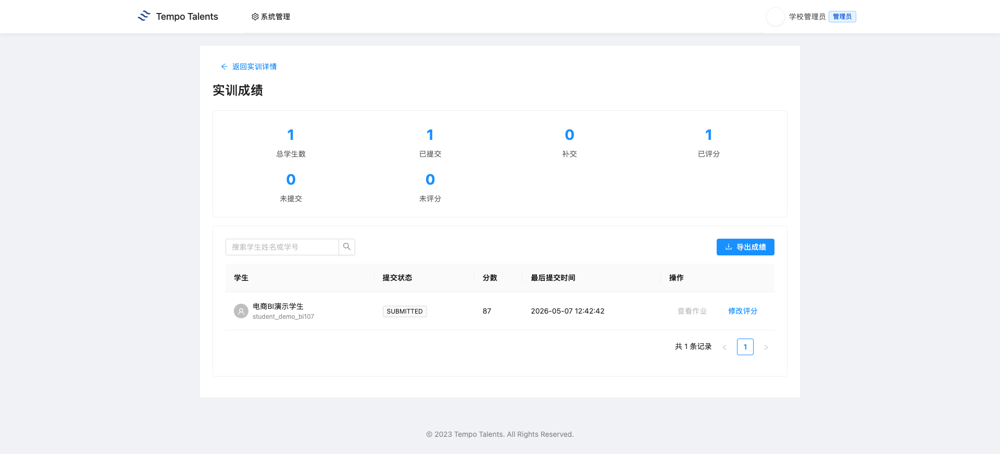 Tempo Talents
系统管理
学校管理员 管理员
返回实训详情
实训成绩
1 1 0 1
总学生数 已提交 补交 已评分
0 0
未提交 未评分
搜索学生姓名或学号 导出成绩
学生 提交状态 分数 最后提交时间 操作
电商BI演示学生
student_demo_bi107
SUBMITTED 87 2026-05-07 12:42:42 查看作业 修改评分
共 1 条记录 < 1 >
© 2023 Tempo Talents. All Rights Reserved.